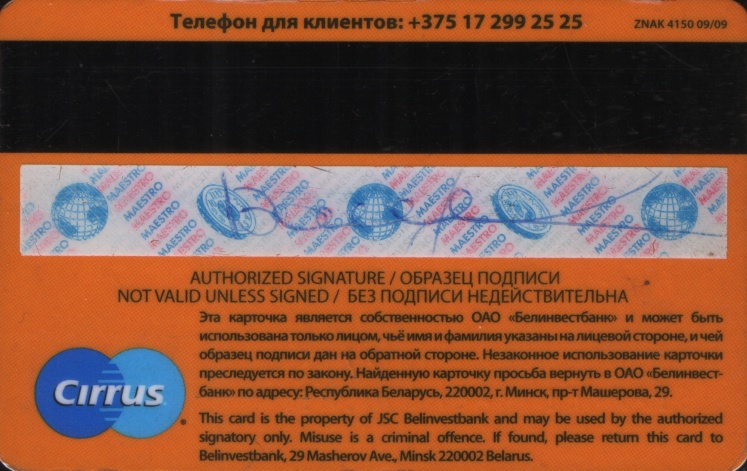 Телефон для клиентов: +375 17 299 25 25
ZNAK 4150 09/09
MAESTRO MAESTRO MAESTRO MAESTRO MAESTRO MAESTRO
AUTHORIZED SIGNATURE / ОБРАЗЕЦ ПОДПИСИ
NOT VALID UNLESS SIGNED / БЕЗ ПОДПИСИ НЕДЕЙСТВИТЕЛЬНА
Эта карточка является собственностью ОАО «Белинвестбанк» и может быть
использована только лицом, чьё имя и фамилия указаны на лицевой стороне, и чей
образец подписи дан на обратной стороне. Незаконное использование карточки
преследуется по закону. Найденную карточку просьба вернуть в ОАО «Белинвест-
банк» по адресу: Республика Беларусь, 220002, г. Минск, пр-т Машерова, 29.
Cirrus
This card is the property of JSC Belinvestbank and may be used by the authorized
signatory only. Misuse is a criminal offence. If found, please return this card to
Belinvestbank, 29 Masherov Ave., Minsk 220002 Belarus.